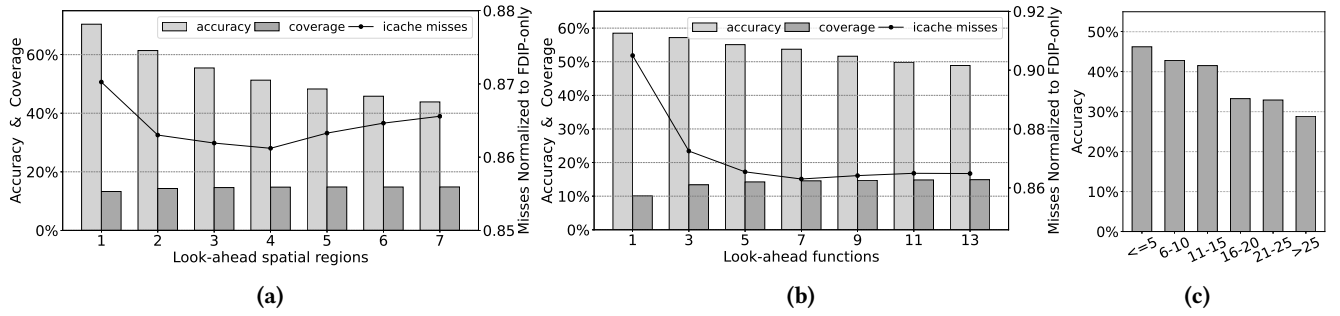 accuracy coverage icache misses
Accuracy & Coverage
60%
40%
20%
0%
0.88
0.87
0.86
0.85
Misses Normalized to FDIP-only
1 2 3 4 5 6 7
Look-ahead spatial regions
(a)
accuracy coverage icache misses
Accuracy & Coverage
60%
50%
40%
30%
20%
10%
0%
0.92
0.90
0.88
0.86
Misses Normalized to FDIP-only
1 3 5 7 9 11 13
Look-ahead functions
(b)
Accuracy
50%
40%
30%
20%
10%
0%
<=5 6-10 11-15 16-20 21-25 >25
(c)